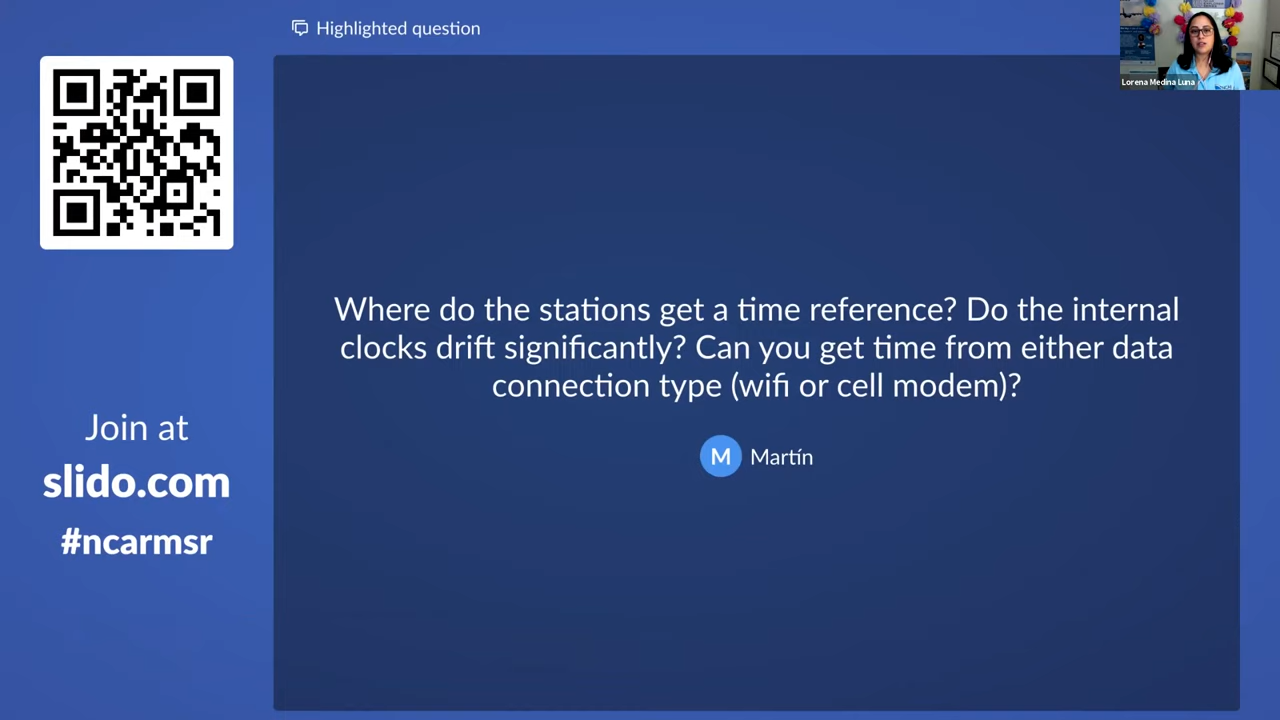 Highlighted question
Lorena Medina Luna
Where do the stations get a time reference? Do the internal
clocks drift significantly? Can you get time from either data
connection type (wifi or cell modem)?
M Martín
Join at
slido.com
#ncarmsr